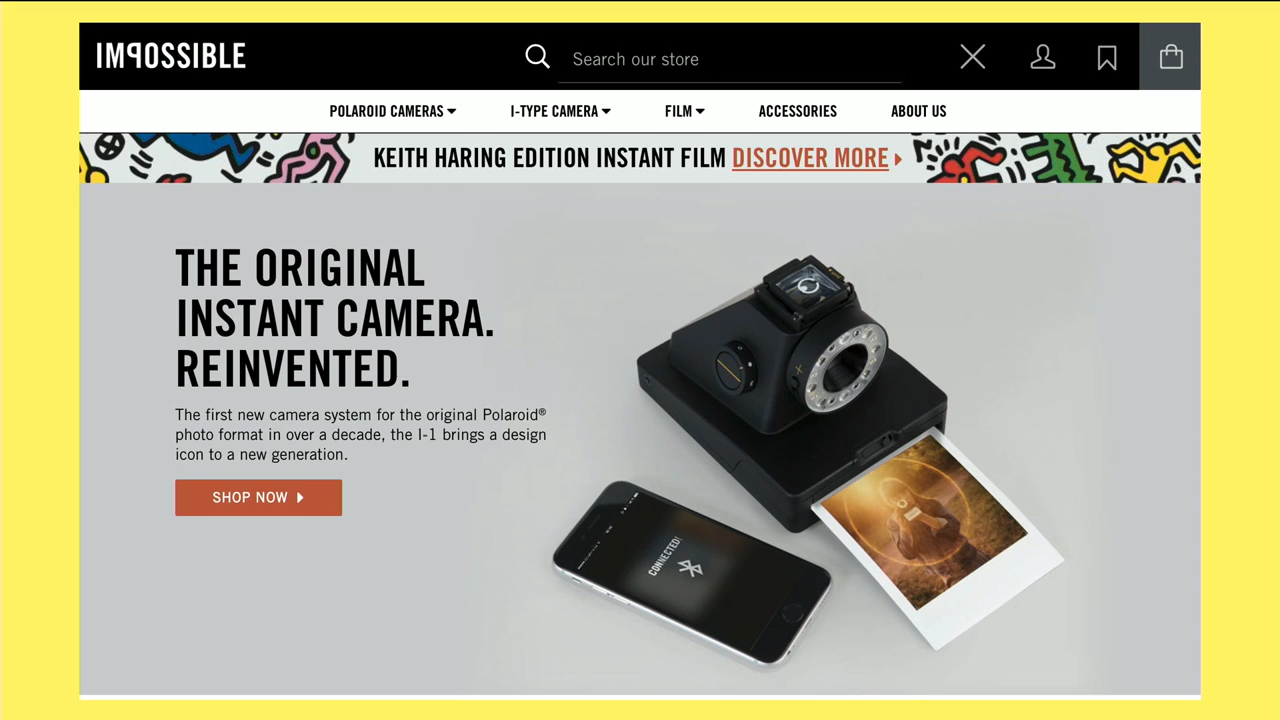 IMPOSSIBLE
Search our store
POLAROID CAMERAS
I-TYPE CAMERA
FILM
ACCESSORIES
ABOUT US
KEITH HARING EDITION INSTANT FILM DISCOVER MORE
THE ORIGINAL
INSTANT CAMERA.
REINVENTED.
The first new camera system for the original Polaroid®
photo format in over a decade, the I-1 brings a design
icon to a new generation.
SHOP NOW
CONNECTED!